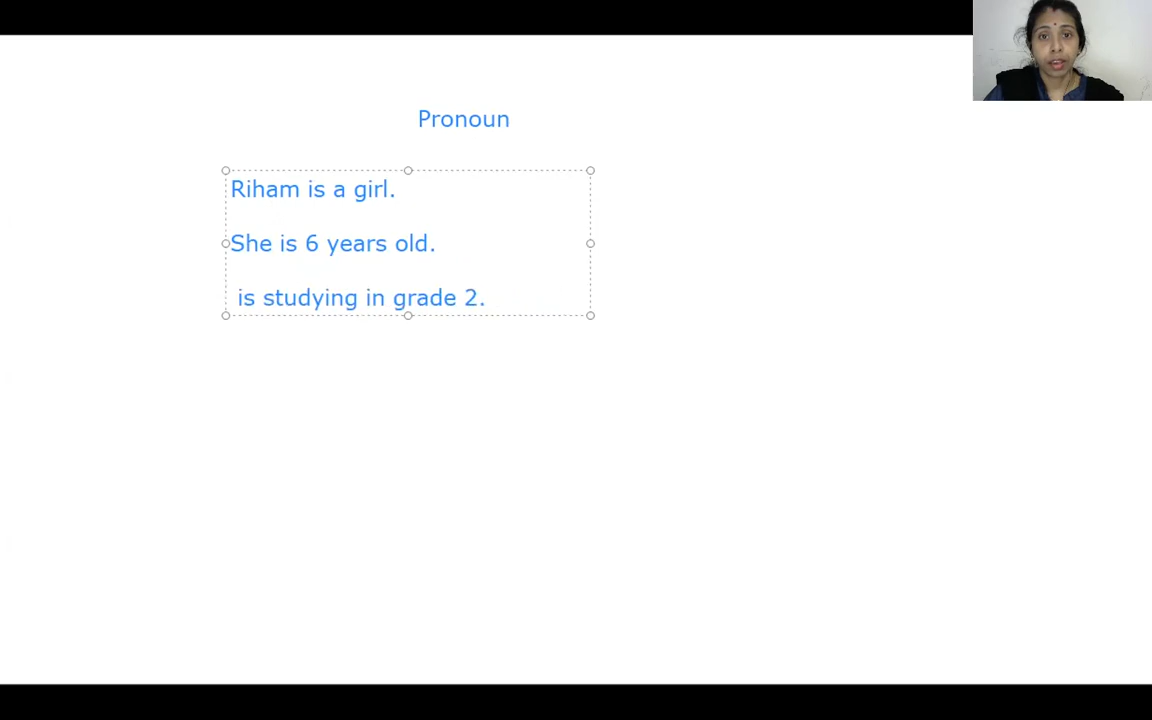 Pronoun
Riham is a girl.
She is 6 years old.
is studying in grade 2.